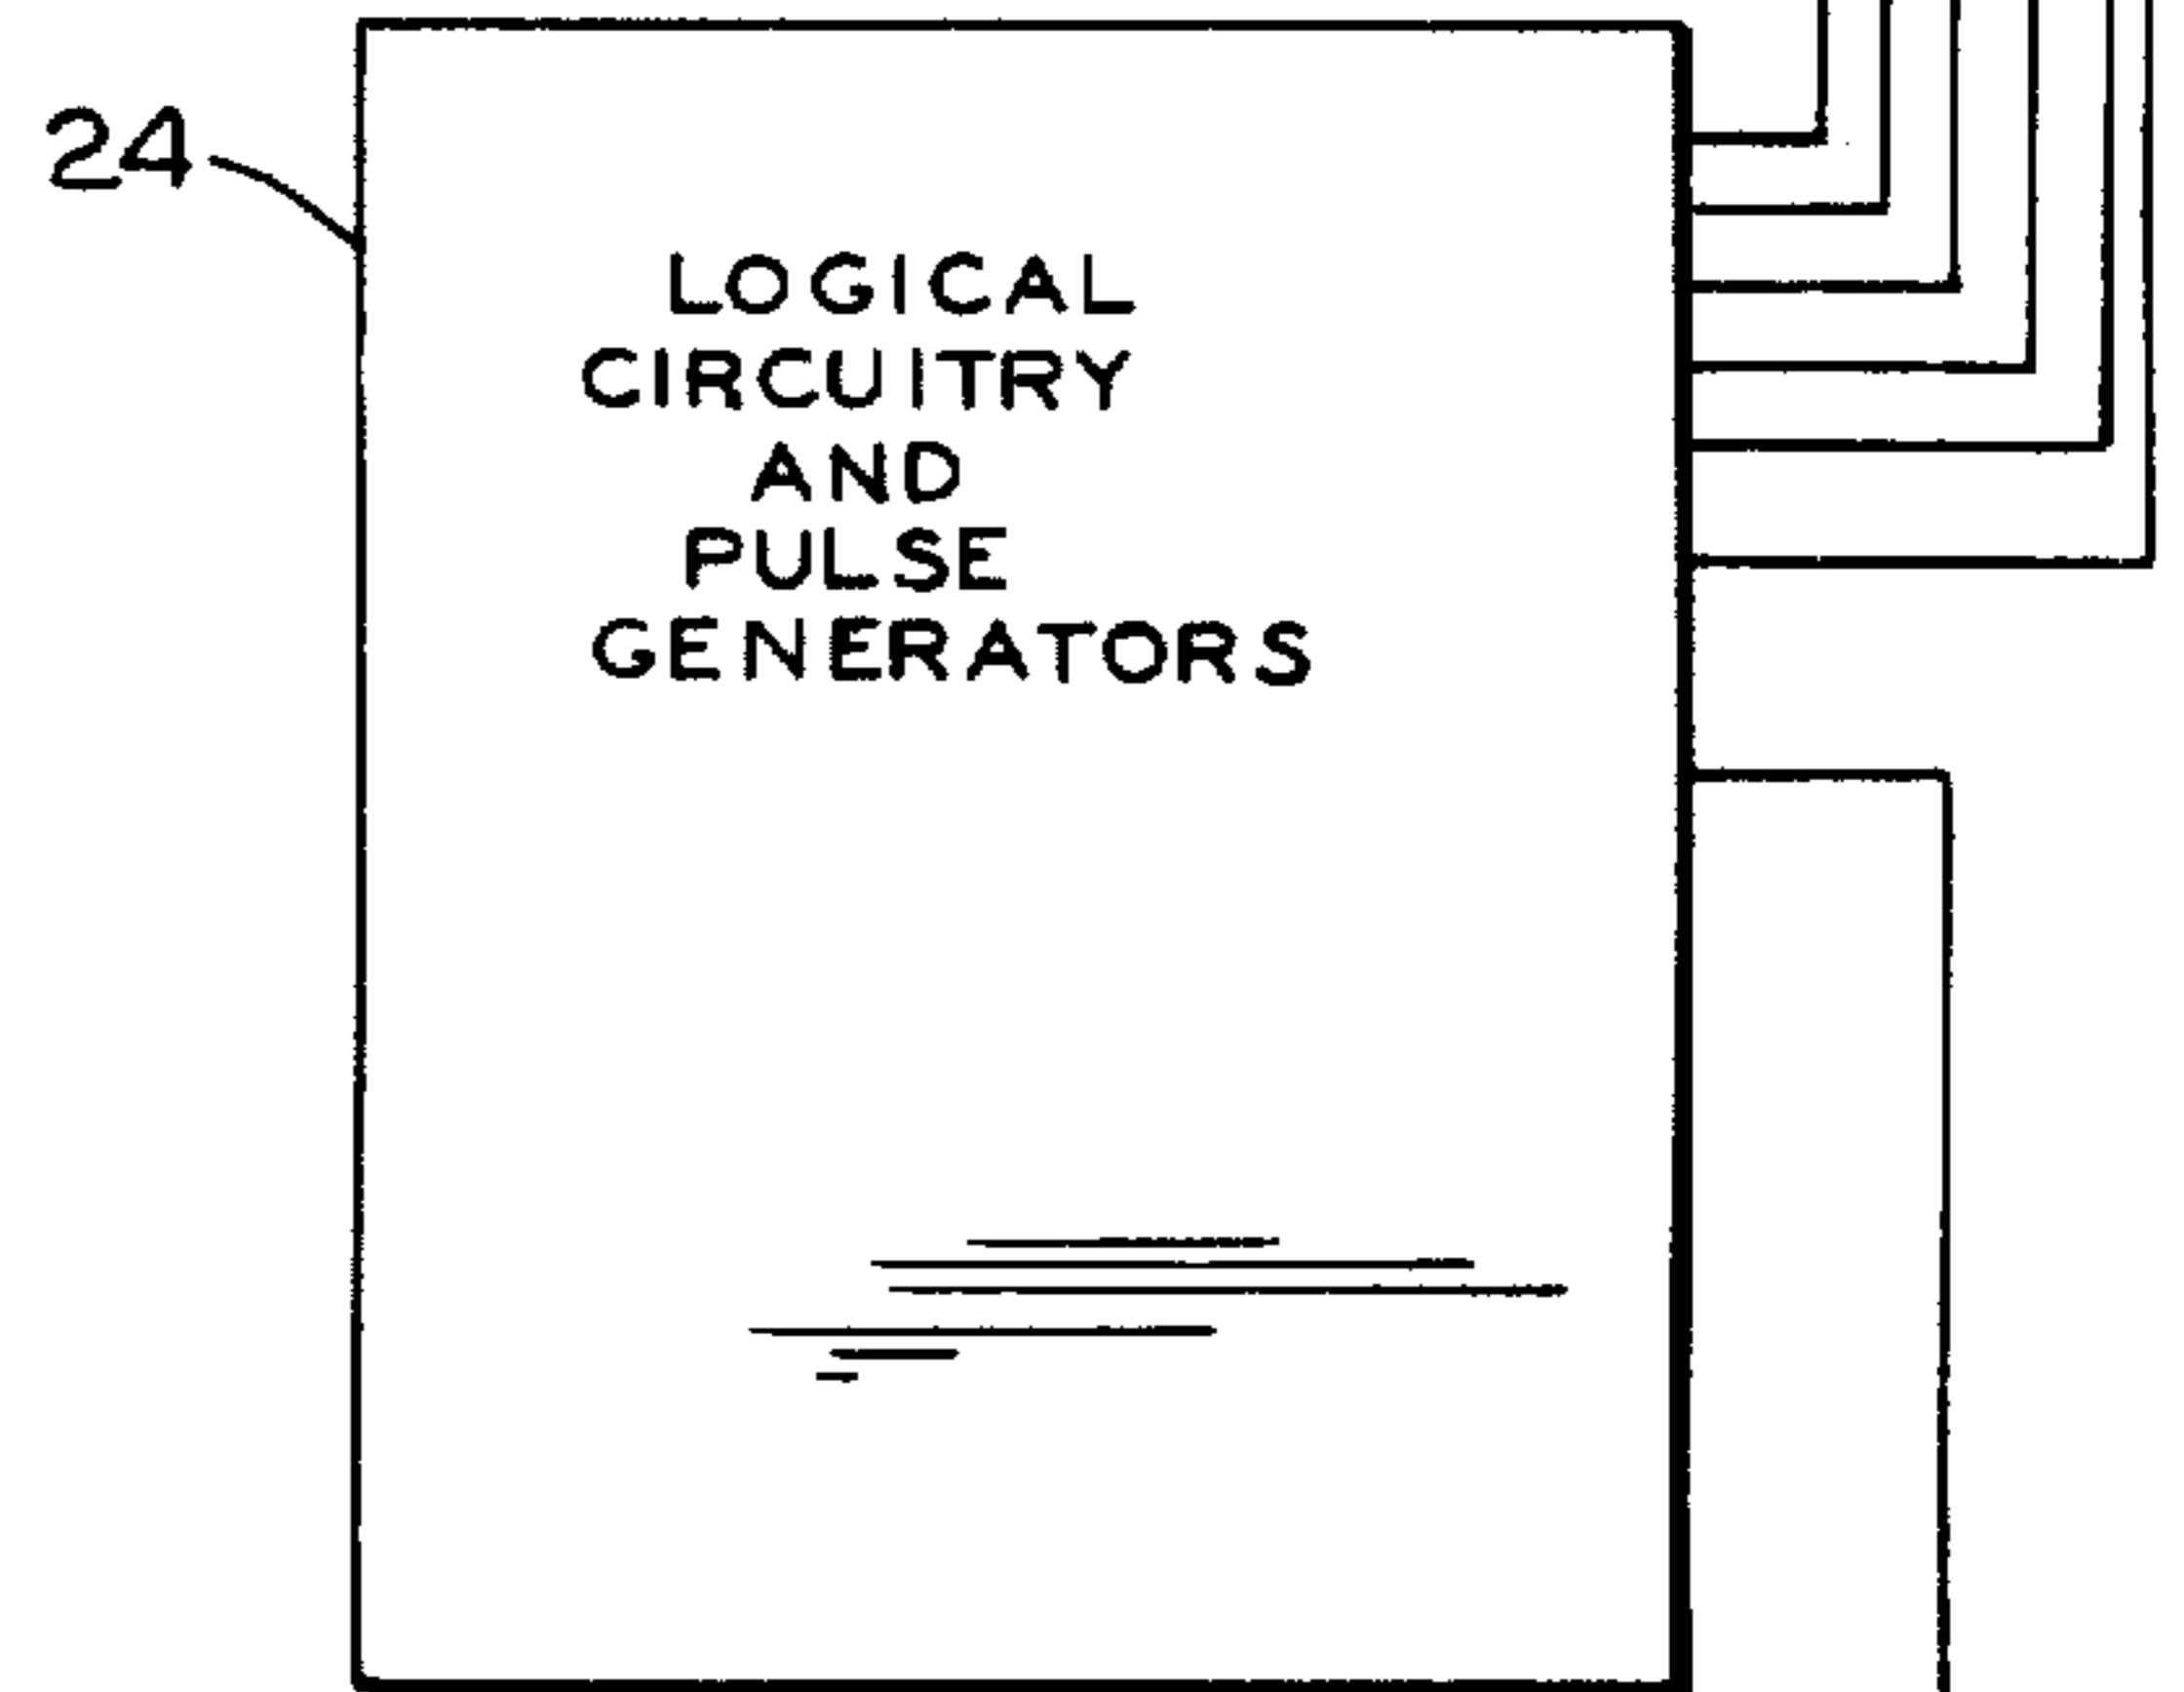 24
LOGICAL
CIRCUITRY
AND
PULSE
GENERATORS